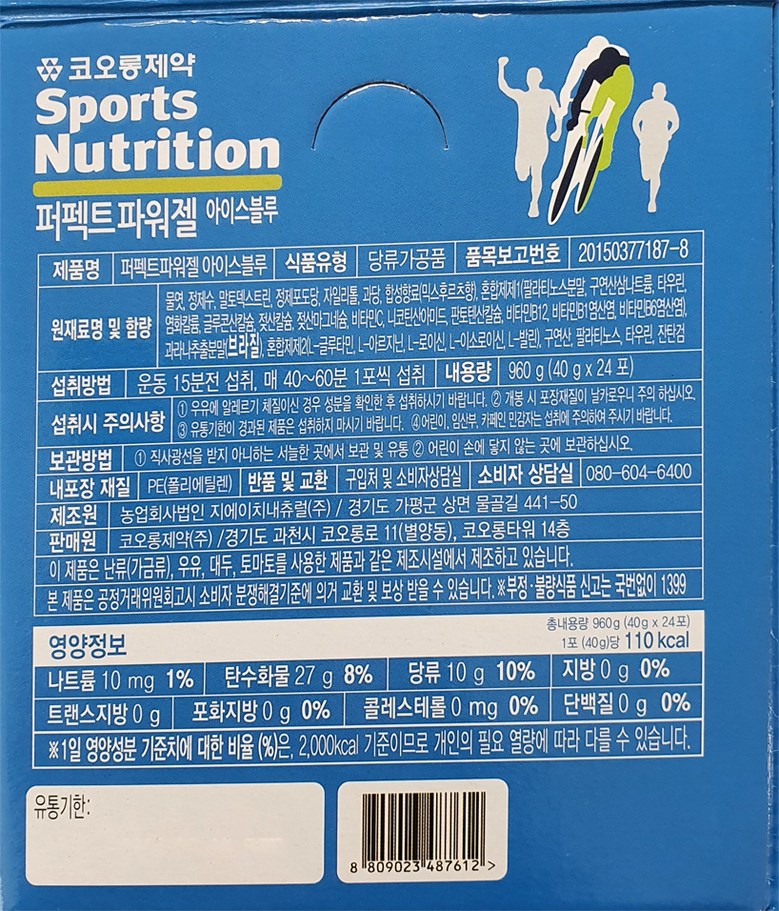 코오롱제약
Sports
Nutrition
퍼펙트파워젤 아이스블루
제품명 퍼펙트파워젤 아이스블루 식품유형 당류가공품 품목보고번호 20150377187-8
원재료명 및 함량
물엿, 정제수, 말토덱스트린, 정제포도당, 자일리톨, 과당, 합성향료(믹스후르츠향), 혼합제제1(팔라티노스분말, 구연산삼나트륨, 타우린,
염화칼륨, 글루콘산칼슘, 젖산칼슘, 젖산마그네슘, 비타민C, 니코틴산아미드, 판토텐산칼슘, 비타민B12, 비타민B1염산염, 비타민B6염산염),
과라나추출분말(브라질), 혼합제제2(L-글루타민, L-아르지닌, L-로이신, L-이소로이신, L-발린), 구연산, 팔라티노스, 타우린, 잔탄검
섭취방법 운동 15분전 섭취, 매 40~60분 1포씩 섭취 내용량 960 g (40 g x 24 포)
섭취시 주의사항
① 우유에 알레르기 체질이신 경우 성분을 확인한 후 섭취하시기 바랍니다. ② 개봉 시 포장재질이 날카로우니 주의 하십시오.
③ 유통기한이 경과된 제품은 섭취하지 마시기 바랍니다. ④ 어린이, 임산부, 카페인 민감자는 섭취에 주의하여 주시기 바랍니다.
보관방법 ① 직사광선을 받지 아니하는 서늘한 곳에서 보관 및 유통 ② 어린이 손에 닿지 않는 곳에 보관하십시오.
내포장 재질 PE(폴리에틸렌) 반품 및 교환 구입처 및 소비자상담실 소비자 상담실 080-604-6400
제조원 농업회사법인 지에이치내츄럴(주) / 경기도 가평군 상면 물골길 441-50
판매원 코오롱제약(주) /경기도 과천시 코오롱로 11(별양동), 코오롱타워 14층
이 제품은 난류(가금류), 우유, 대두, 토마토를 사용한 제품과 같은 제조시설에서 제조하고 있습니다.
본 제품은 공정거래위원회고시 소비자 분쟁해결기준에 의거 교환 및 보상 받을 수 있습니다. ※부정·불량식품 신고는 국번없이 1399
영양정보
총내용량 960g (40g x 24포)
1포 (40g)당 110 kcal
나트륨 10 mg 1% 탄수화물 27 g 8% 당류 10 g 10% 지방 0 g 0%
트랜스지방 0 g 포화지방 0 g 0% 콜레스테롤 0 mg 0% 단백질 0 g 0%
※1일 영양성분 기준치에 대한 비율 (%)은, 2,000kcal 기준이므로 개인의 필요 열량에 따라 다를 수 있습니다.
유통기한:
8 809023 487612 >